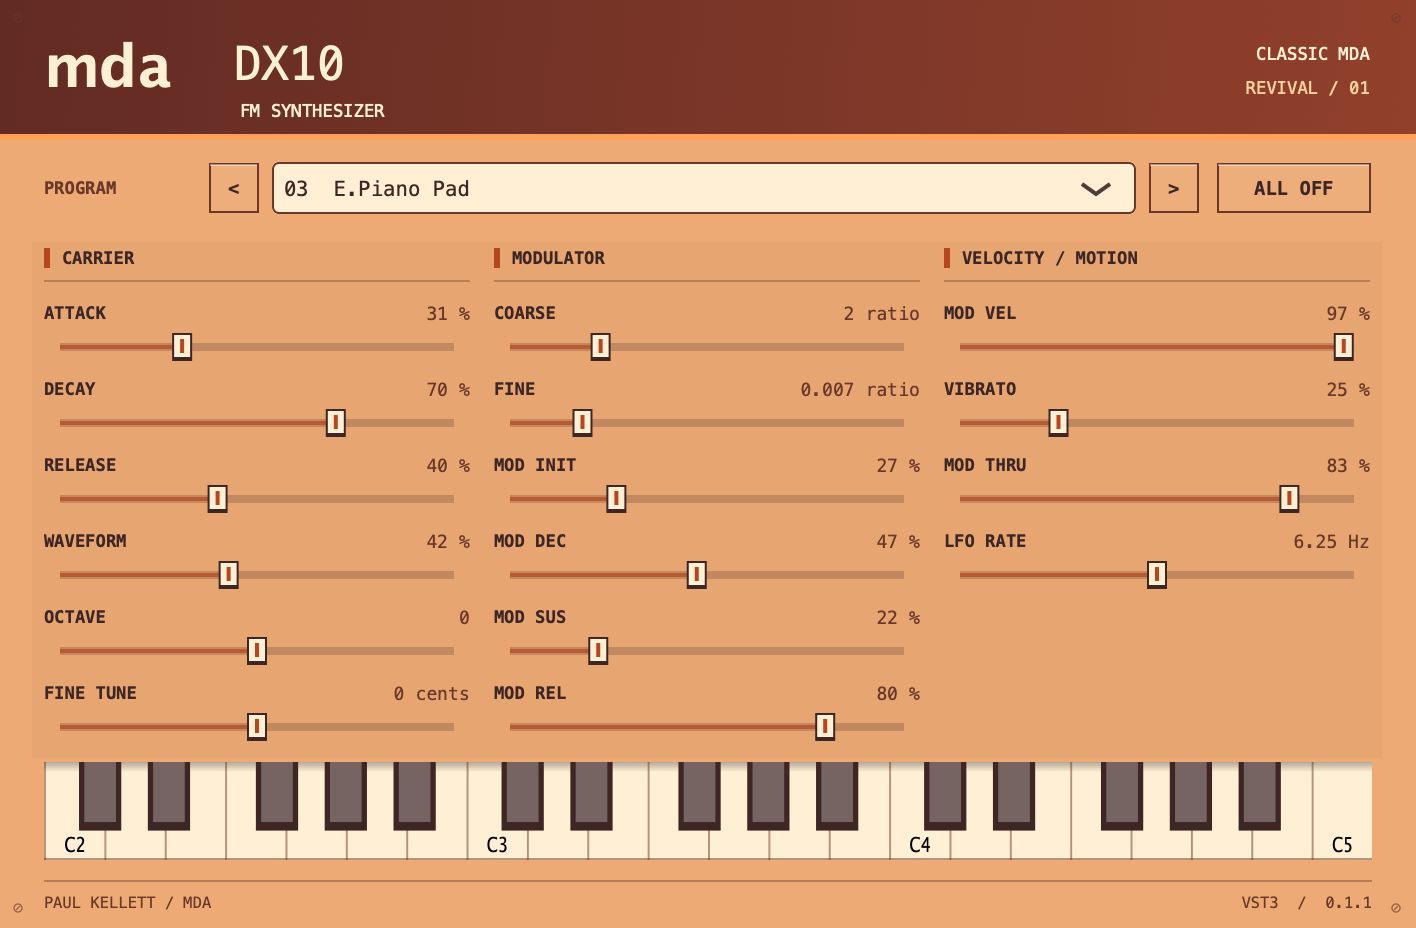 mda DX10
FM SYNTHESIZER
CLASSIC MDA
REVIVAL / 01
PROGRAM < 03 E.Piano Pad > ALL OFF
CARRIER
ATTACK 31 %
DECAY 70 %
RELEASE 40 %
WAVEFORM 42 %
OCTAVE 0
FINE TUNE 0 cents
MODULATOR
COARSE 2 ratio
FINE 0.007 ratio
MOD INIT 27 %
MOD DEC 47 %
MOD SUS 22 %
MOD REL 80 %
VELOCITY / MOTION
MOD VEL 97 %
VIBRATO 25 %
MOD THRU 83 %
LFO RATE 6.25 Hz
C2 C3 C4 C5
PAUL KELLETT / MDA
VST3 / 0.1.1